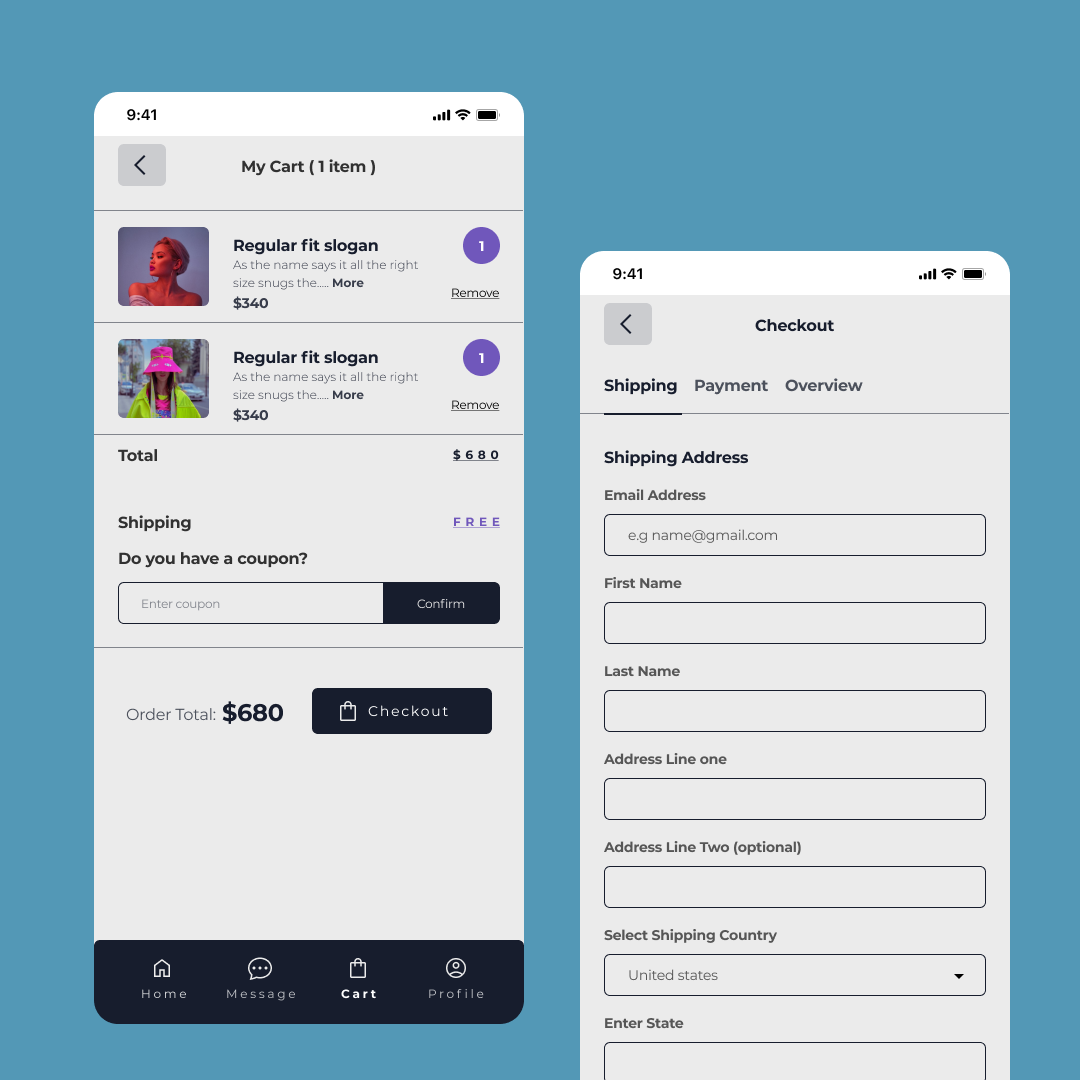 9:41
My Cart ( 1 item )
Regular fit slogan
1
As the name says it all the right
size snugs the..... More
$340
Remove
Regular fit slogan
1
As the name says it all the right
size snugs the..... More
$340
Remove
Total $680
Shipping FREE
Do you have a coupon?
Enter coupon Confirm
Order Total: $680 Checkout
Home Message Cart Profile
9:41
Checkout
Shipping Payment Overview
Shipping Address
Email Address
e.g name@gmail.com
First Name
Last Name
Address Line one
Address Line Two (optional)
Select Shipping Country
United states
Enter State